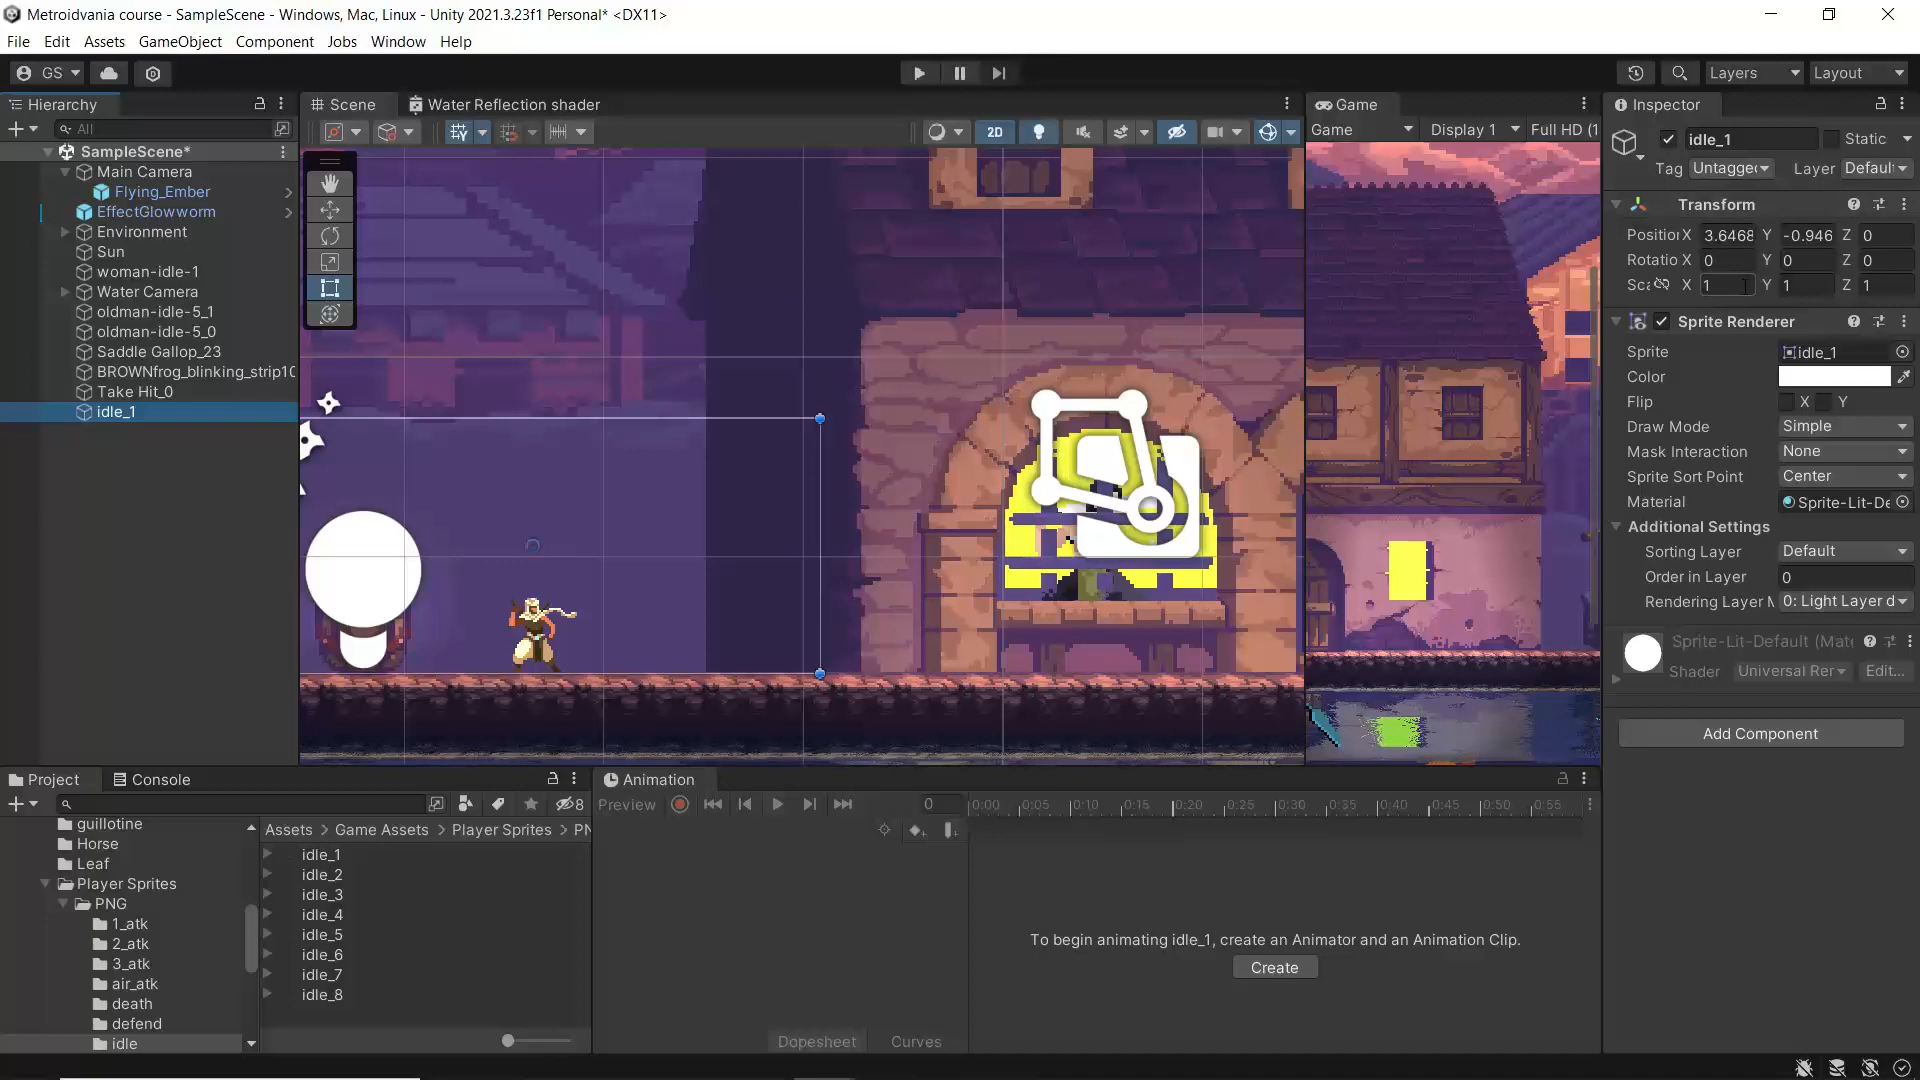 Metroidvania course - SampleScene - Windows, Mac, Linux - Unity 2021.3.23f1 Personal* <DX11>
File Edit Assets GameObject Component Jobs Window Help
GS Layers Layout
Hierarchy
All
SampleScene*
Main Camera
Flying_Ember
EffectGlowworm
Environment
Sun
woman-idle-1
Water Camera
oldman-idle-5_1
oldman-idle-5_0
Saddle Gallop_23
BROWNfrog_blinking_strip10
Take Hit_0
idle_1
Scene Water Reflection shader
2D
Game
Game Display 1 Full HD (1
Inspector
idle_1 Static
Tag Untagged Layer Default
Transform
Position X 3.6468 Y -0.946 Z 0
Rotatio X 0 Y 0 Z 0
Sca X 1 Y 1 Z 1
Sprite Renderer
Sprite idle_1
Color
Flip X Y
Draw Mode Simple
Mask Interaction None
Sprite Sort Point Center
Material Sprite-Lit-De
Additional Settings
Sorting Layer Default
Order in Layer 0
Rendering Layer M 0: Light Layer d
Sprite-Lit-Default (Mate
Shader Universal Rer Edit...
Add Component
Project Console
8
guillotine
Horse
Leaf
Player Sprites
PNG
1_atk
2_atk
3_atk
air_atk
death
defend
idle
Assets > Game Assets > Player Sprites > PN
idle_1
idle_2
idle_3
idle_4
idle_5
idle_6
idle_7
idle_8
Animation
Preview 0 0:00 0:05 0:10 0:15 0:20 0:25 0:30 0:35 0:40 0:45 0:50 0:55
To begin animating idle_1, create an Animator and an Animation Clip.
Create
Dopesheet Curves